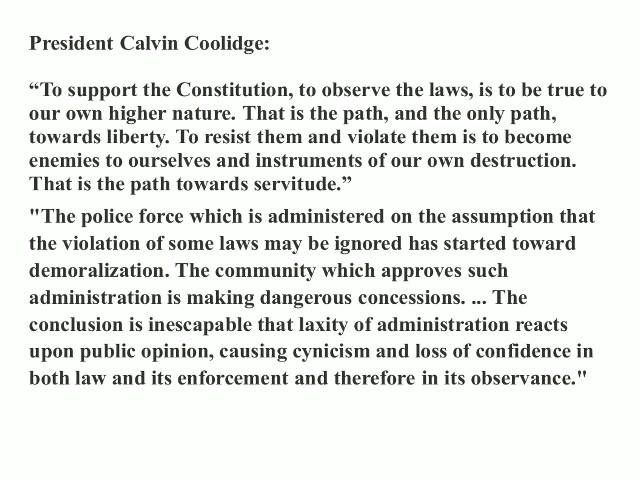 President Calvin Coolidge:
“To support the Constitution, to observe the laws, is to be true to
our own higher nature. That is the path, and the only path,
towards liberty. To resist them and violate them is to become
enemies to ourselves and instruments of our own destruction.
That is the path towards servitude.”
"The police force which is administered on the assumption that
the violation of some laws may be ignored has started toward
demoralization. The community which approves such
administration is making dangerous concessions. ... The
conclusion is inescapable that laxity of administration reacts
upon public opinion, causing cynicism and loss of confidence in
both law and its enforcement and therefore in its observance."